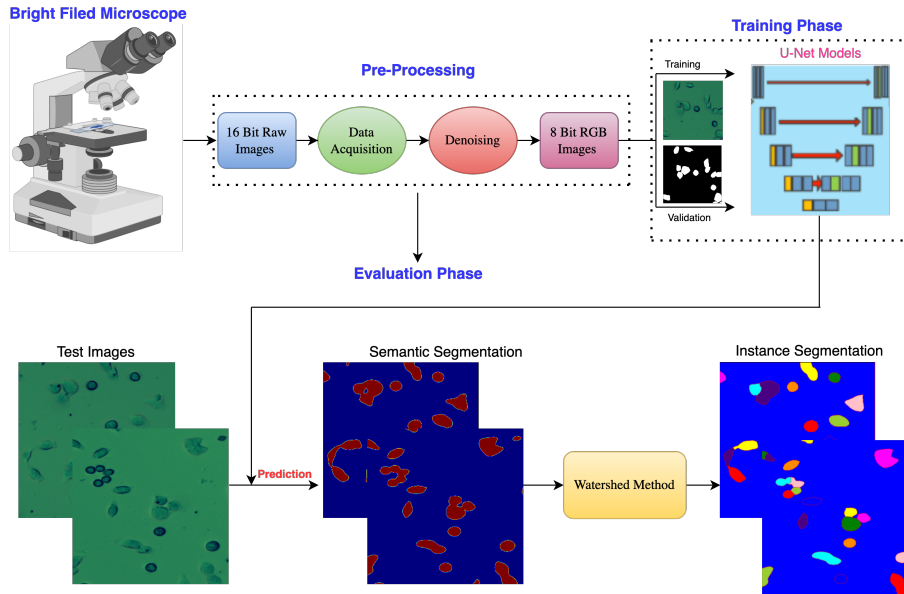 Bright Filed Microscope
Training Phase
U-Net Models
Pre-Processing
Training
16 Bit Raw
Images
Data
Acquisition
Denoising
8 Bit RGB
Images
Validation
Evaluation Phase
Test Images
Semantic Segmentation
Instance Segmentation
Prediction
Watershed Method